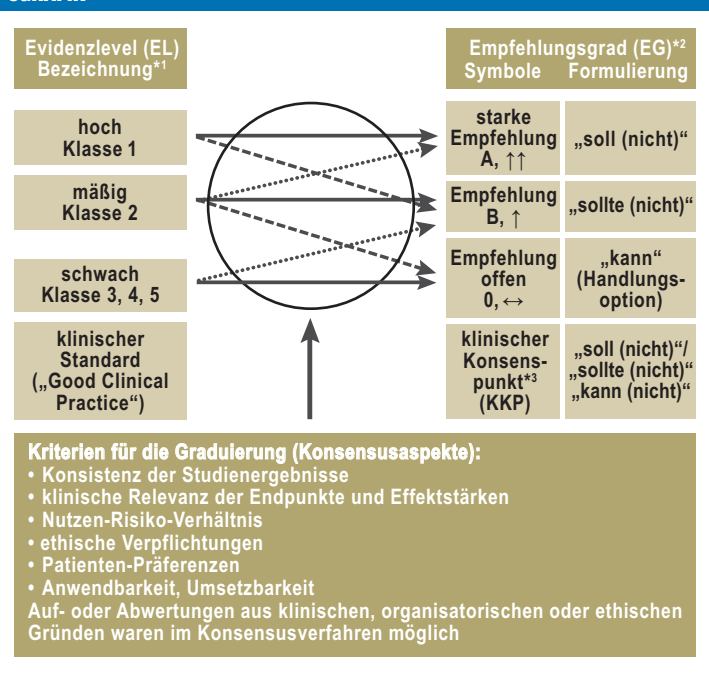 Evidenzlevel (EL)
Bezeichnung*1
Empfehlungsgrad (EG)*2
Symbole Formulierung
hoch
Klasse 1
starke
Empfehlung
A, ↑↑
„soll (nicht)“
mäßig
Klasse 2
Empfehlung
B, ↑
„sollte (nicht)“
schwach
Klasse 3, 4, 5
Empfehlung
offen
0, ↔
„kann“
(Handlungs-
option)
klinischer
Standard
(„Good Clinical
Practice“)
klinischer
Konsens-
punkt*3
(KKP)
„soll (nicht)“/
„sollte (nicht)“
„kann (nicht)“
Kriterien für die Graduierung (Konsensusaspekte):
• Konsistenz der Studienergebnisse
• klinische Relevanz der Endpunkte und Effektstärken
• Nutzen-Risiko-Verhältnis
• ethische Verpflichtungen
• Patienten-Präferenzen
• Anwendbarkeit, Umsetzbarkeit
Auf- oder Abwertungen aus klinischen, organisatorischen oder ethischen
Gründen waren im Konsensusverfahren möglich